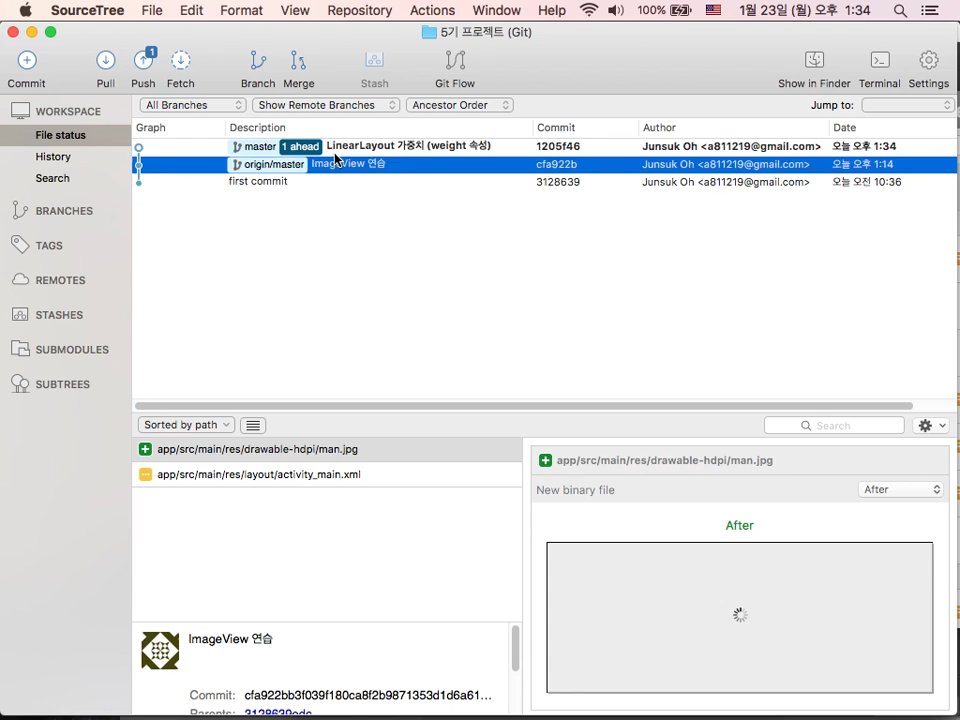 SourceTree File Edit Format View Repository Actions Window Help 100% 1월 23일 (월) 오후 1:34
5기 프로젝트 (Git)
1
Commit Pull Push Fetch Branch Merge Stash Git Flow Show in Finder Terminal Settings
All Branches Show Remote Branches Ancestor Order Jump to:
WORKSPACE
File status
History
Search
BRANCHES
TAGS
REMOTES
STASHES
SUBMODULES
SUBTREES
Graph Description Commit Author Date
master 1 ahead LinearLayout 가중치 (weight 속성) 1205f46 Junsuk Oh <a811219@gmail.com> 오늘 오후 1:34
origin/master ImageView 연습 cfa922b Junsuk Oh <a811219@gmail.com> 오늘 오후 1:14
first commit 3128639 Junsuk Oh <a811219@gmail.com> 오늘 오전 10:36
Sorted by path Search
app/src/main/res/drawable-hdpi/man.jpg
app/src/main/res/layout/activity_main.xml
ImageView 연습
Commit: cfa922bb3f039f180ca8f2b9871353d1d6a61...
Parents: 3128639edc
app/src/main/res/drawable-hdpi/man.jpg
New binary file After
After